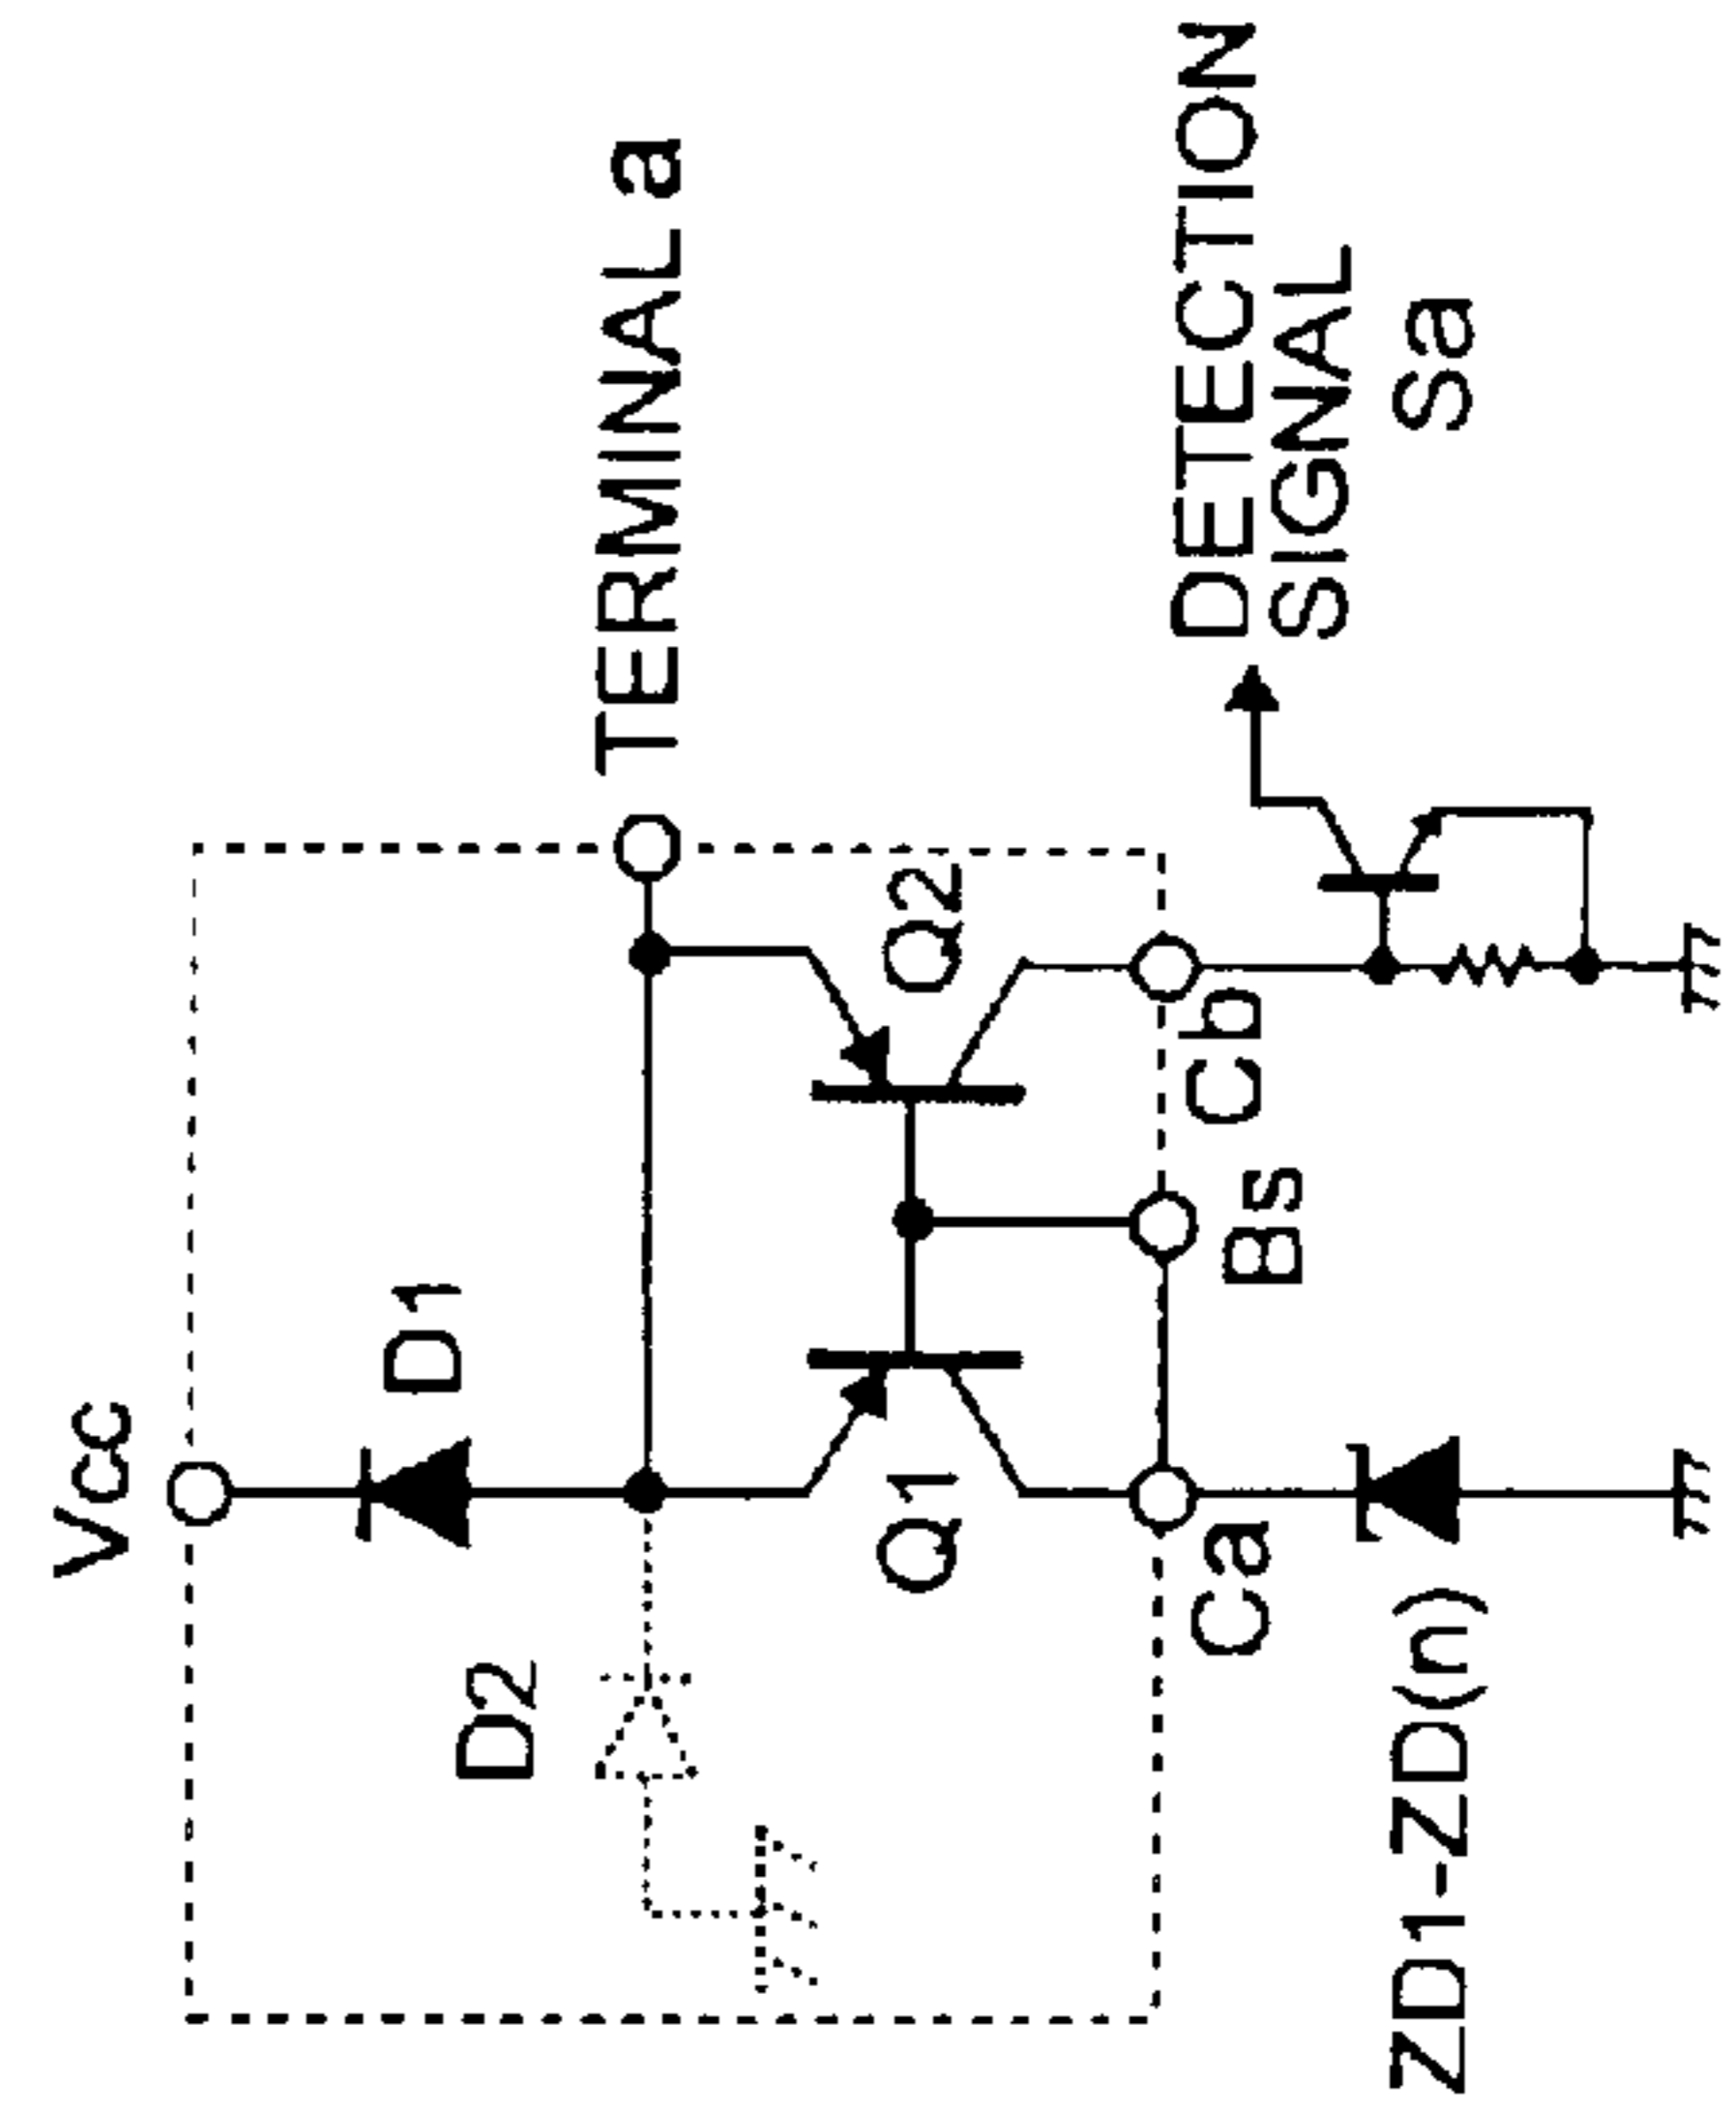 Vcc
D1
D2
TERMINAL a
Q1
Q2
Ca
Bs
Cb
DETECTION
SIGNAL
Sa
ZD1-ZD(n)